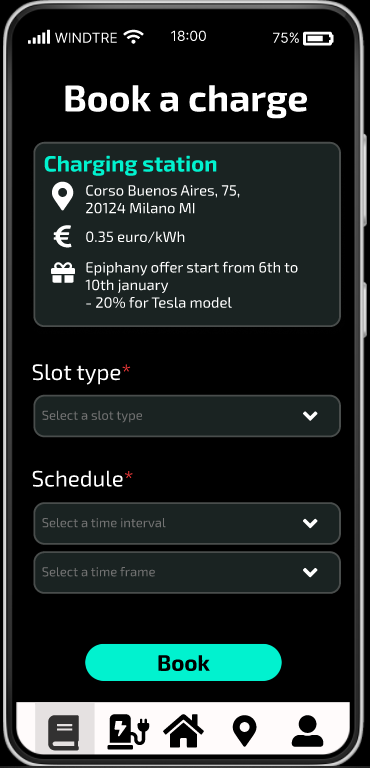 WINDTRE 18:00 75%
Book a charge
Charging station
Corso Buenos Aires, 75,
20124 Milano MI
€ 0.35 euro/kWh
Epiphany offer start from 6th to
10th january
- 20% for Tesla model
Slot type*
Select a slot type
Schedule*
Select a time interval
Select a time frame
Book